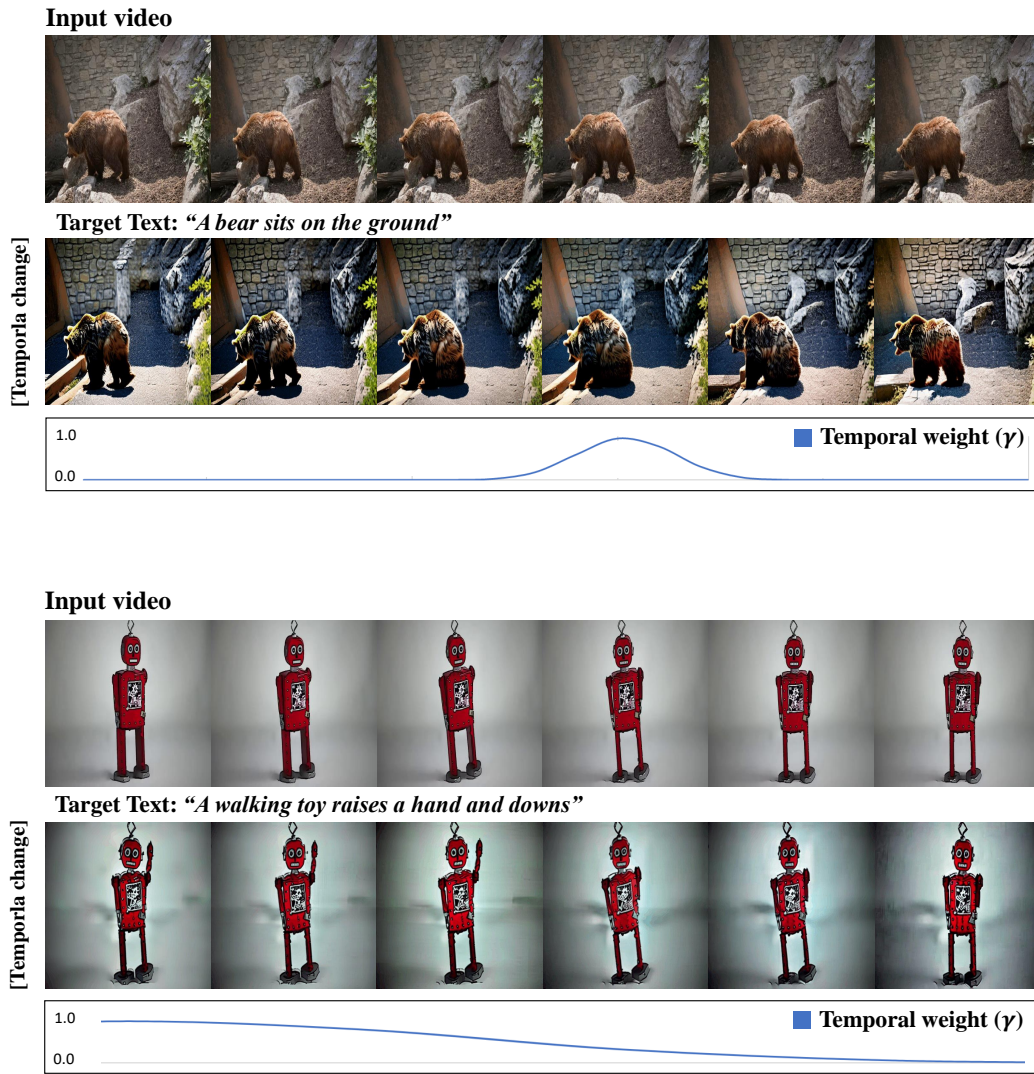 Input video
Target Text: “A bear sits on the ground”
[Temporla change]
1.0
Temporal weight (γ)
0.0
Input video
Target Text: “A walking toy raises a hand and downs”
[Temporla change]
1.0
Temporal weight (γ)
0.0